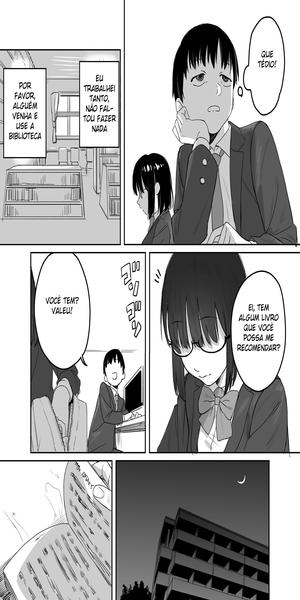 QUE
TÉDIO!
EU
TRABALHEI
TANTO,
NÃO FAL-
TOU FAZER
NADA
POR
FAVOR,
ALGUÉM
VENHA E
USE A
BIBLIOTECA
EI, TEM
ALGUM LIVRO
QUE VOCÊ
POSSA ME
RECOMENDAR?
VOCÊ TEM?
VALEU!